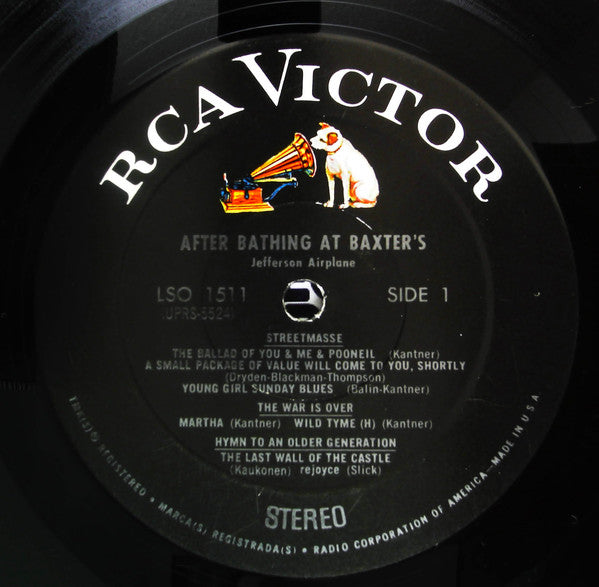 RCA VICTOR
AFTER BATHING AT BAXTER'S
Jefferson Airplane
LSO 1511 SIDE 1
(UPRS-5524)
STREETMASSE
THE BALLAD OF YOU & ME & POONEIL (Kantner)
A SMALL PACKAGE OF VALUE WILL COME TO YOU, SHORTLY
(Dryden-Blackman-Thompson)
YOUNG GIRL SUNDAY BLUES (Balin-Kantner)
THE WAR IS OVER
MARTHA (Kantner) WILD TYME (H) (Kantner)
HYMN TO AN OLDER GENERATION
THE LAST WALL OF THE CASTLE
(Kaukonen) rejoyce (Slick)
STEREO
TMK(S) ® REGISTERED • MARCA(S) REGISTRADA(S) • RADIO CORPORATION OF AMERICA—MADE IN U.S.A